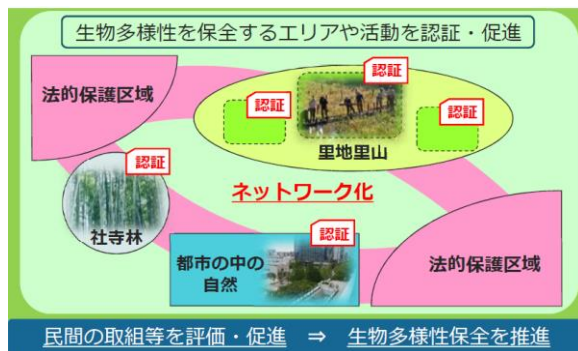 生物多様性を保全するエリアや活動を認証・促進
法的保護区域
認証
認証
認証
里地里山
認証
社寺林
ネットワーク化
認証
都市の中の
自然
法的保護区域
民間の取組等を評価・促進 ⇒ 生物多様性保全を推進